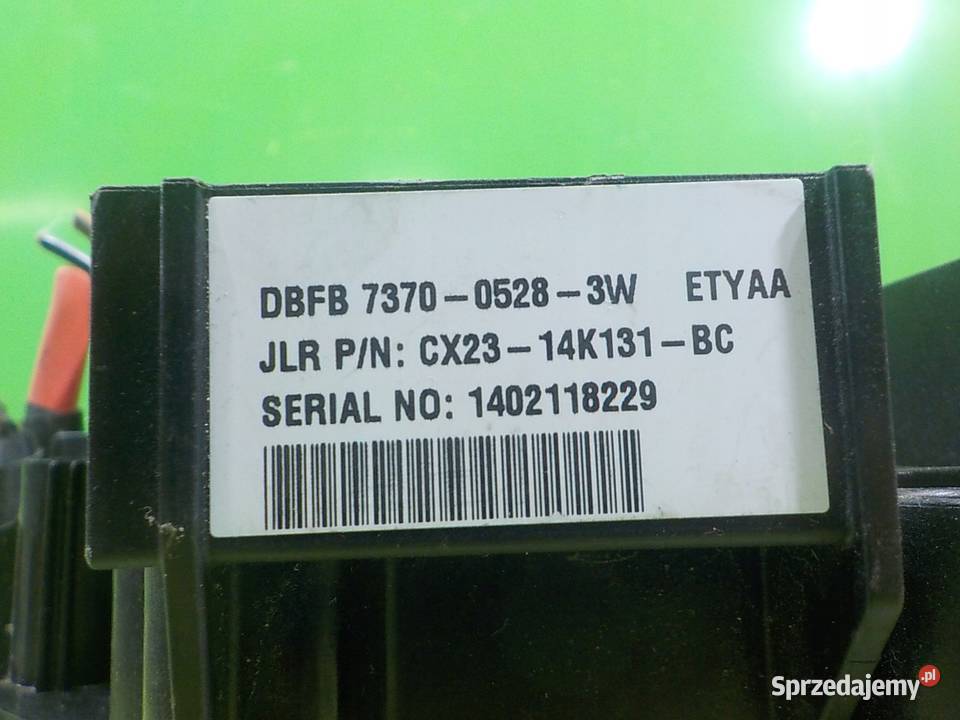 DBFB 7370-0528-3W ETYAA
JLR P/N: CX23-14K131-BC
SERIAL NO: 1402118229
Sprzedajemy.pl